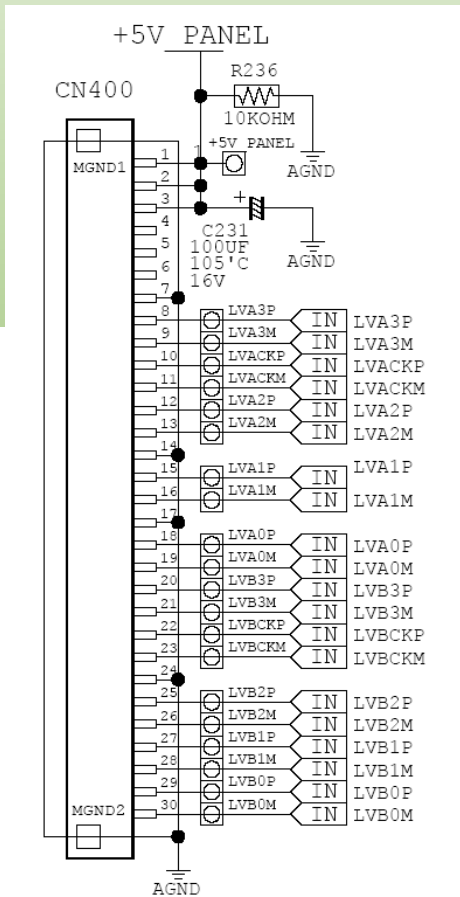 +5V PANEL
R236
CN400
10KOHM
+5V PANEL
1
MGND1
1
AGND
2
3
+
4
C231
5
100UF
AGND
6
105'C
16V
7
8 LVA3P IN LVA3P
9 LVA3M IN LVA3M
10 LVACKP IN LVACKP
11 LVACKM IN LVACKM
12 LVA2P IN LVA2P
13 LVA2M IN LVA2M
14
15 LVA1P IN LVA1P
16 LVA1M IN LVA1M
17
18 LVA0P IN LVA0P
19 LVA0M IN LVA0M
20 LVB3P IN LVB3P
21 LVB3M IN LVB3M
22 LVBCKP IN LVBCKP
23 LVBCKM IN LVBCKM
24
25 LVB2P IN LVB2P
26 LVB2M IN LVB2M
27 LVB1P IN LVB1P
28 LVB1M IN LVB1M
29 LVB0P IN LVB0P
30 LVB0M IN LVB0M
MGND2
AGND